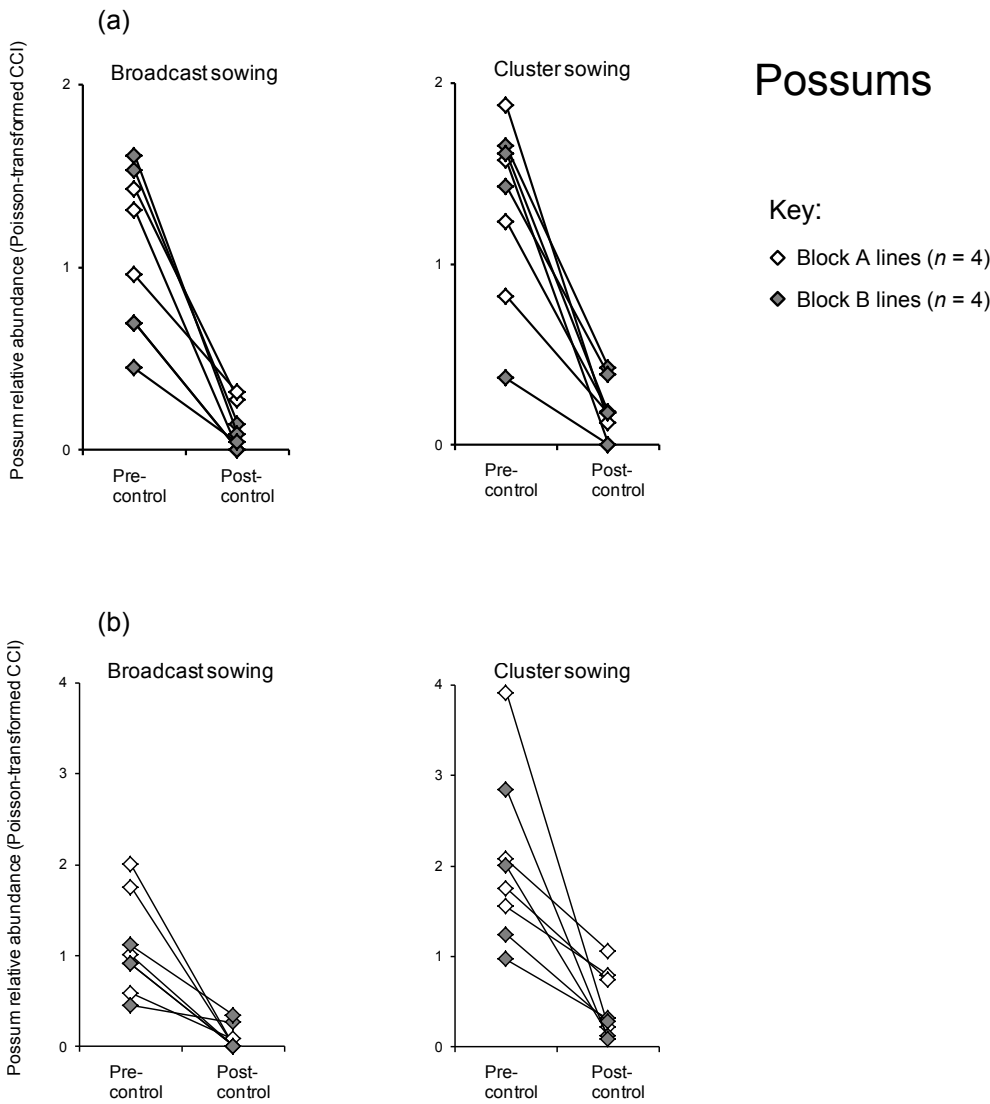 (a)
Possum relative abundance (Poisson-transformed CCI)
Broadcast sowing
2
1
0
Pre-
control
Post-
control
Cluster sowing
2
1
0
Pre-
control
Post-
control
Possums
Key:
Block A lines (n = 4)
Block B lines (n = 4)
(b)
Possum relative abundance (Poisson-transformed CCI)
Broadcast sowing
4
3
2
1
0
Pre-
control
Post-
control
Cluster sowing
4
3
2
1
0
Pre-
control
Post-
control